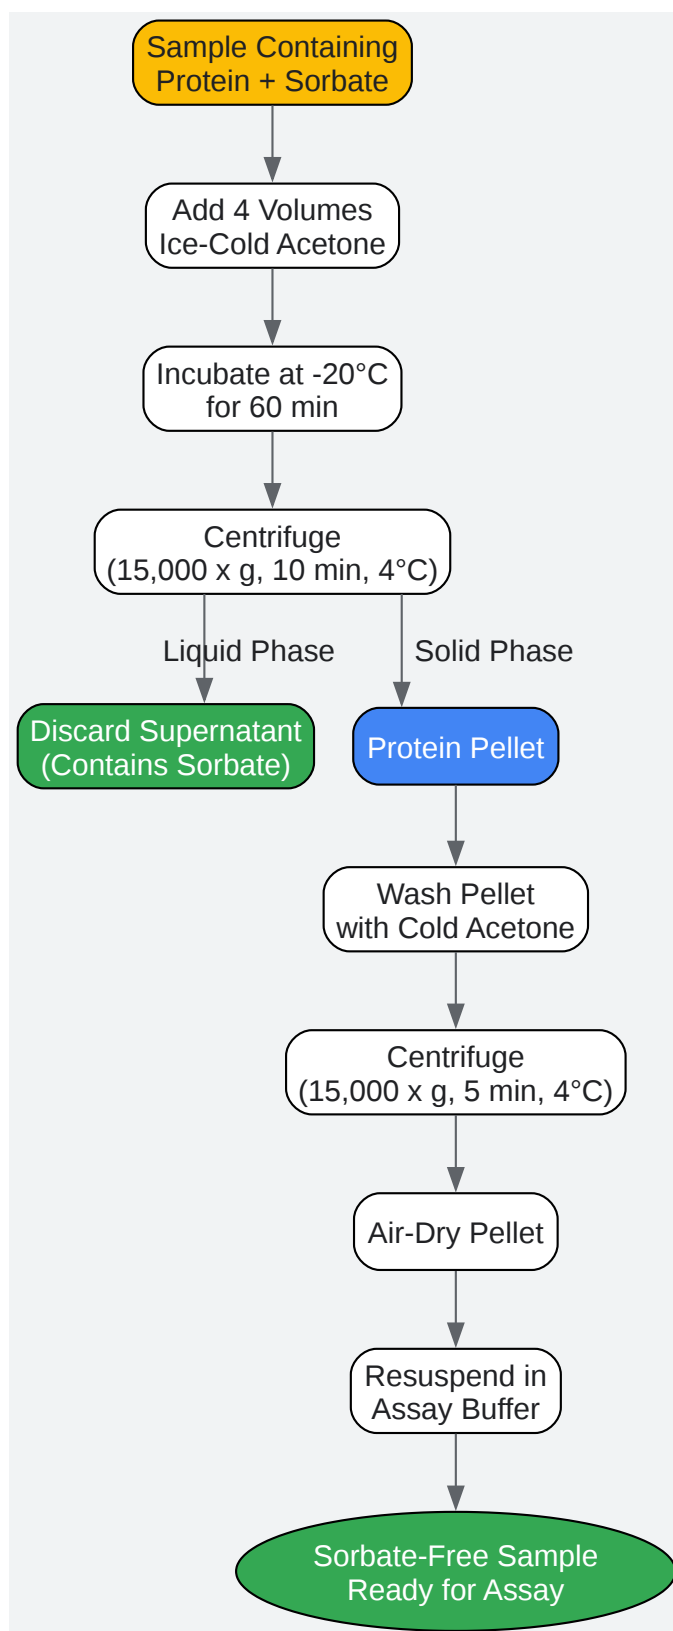 Sample Containing
Protein + Sorbate
Add 4 Volumes
Ice-Cold Acetone
Incubate at -20°C
for 60 min
Centrifuge
(15,000 x g, 10 min, 4°C)
Liquid Phase
Solid Phase
Discard Supernatant
(Contains Sorbate)
Protein Pellet
Wash Pellet
with Cold Acetone
Centrifuge
(15,000 x g, 5 min, 4°C)
Air-Dry Pellet
Resuspend in
Assay Buffer
Sorbate-Free Sample
Ready for Assay